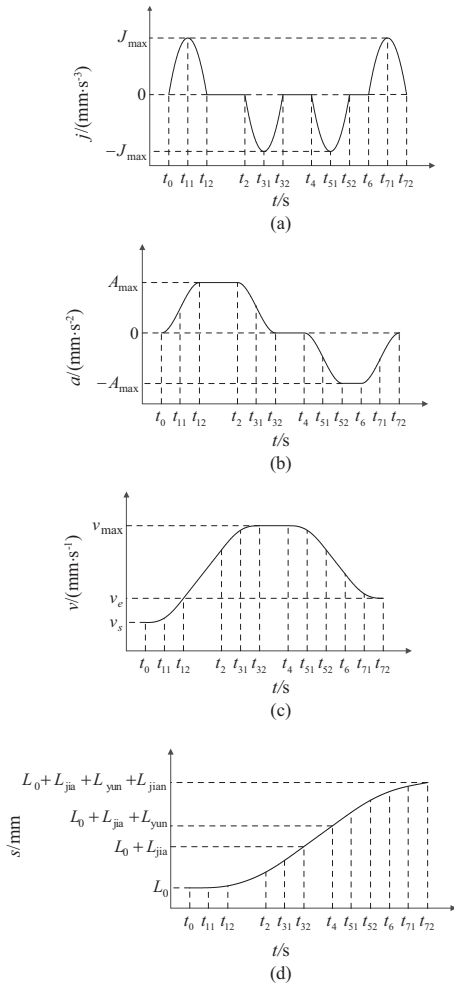 J_max
j/(mm·s⁻³)
0
−J_max
t_0 t_11 t_12 t_2 t_31 t_32 t_4 t_51 t_52 t_6 t_71 t_72
t/s
(a)
A_max
a/(mm·s⁻²)
0
−A_max
t_0 t_11 t_12 t_2 t_31 t_32 t_4 t_51 t_52 t_6 t_71 t_72
t/s
(b)
v_max
v/(mm·s⁻¹)
v_e
v_s
t_0 t_11 t_12 t_2 t_31 t_32 t_4 t_51 t_52 t_6 t_71 t_72
t/s
(c)
L_0+L_jia+L_yun+L_jian
L_0+L_jia+L_yun
s/mm
L_0+L_jia
L_0
t_0 t_11 t_12 t_2 t_31 t_32 t_4 t_51 t_52 t_6 t_71 t_72
t/s
(d)